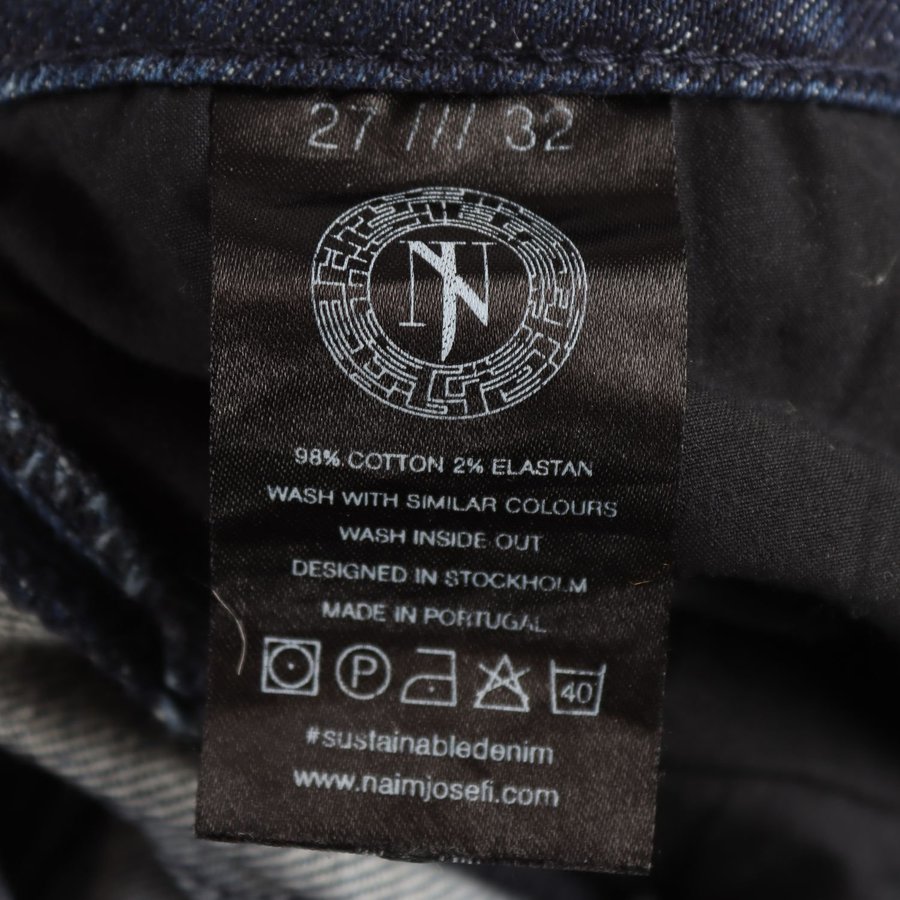 27 /// 32
N
98% COTTON 2% ELASTAN
WASH WITH SIMILAR COLOURS
WASH INSIDE OUT
DESIGNED IN STOCKHOLM
MADE IN PORTUGAL
P 40
#sustainabledenim
www.naimjosefi.com